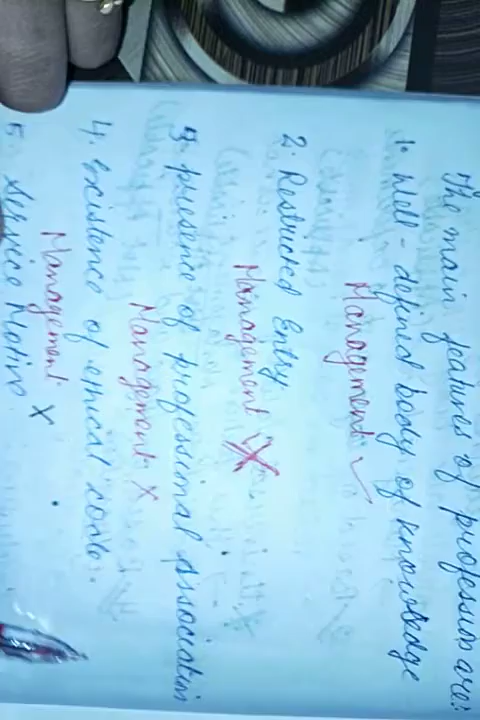 The main features of profession are:
1. Well-defined body of knowledge
Management ✓
2. Restricted Entry
Management X
3. presence of professional Association
Management X
4. Existence of ethical codes.
Management X
5. Service Motive